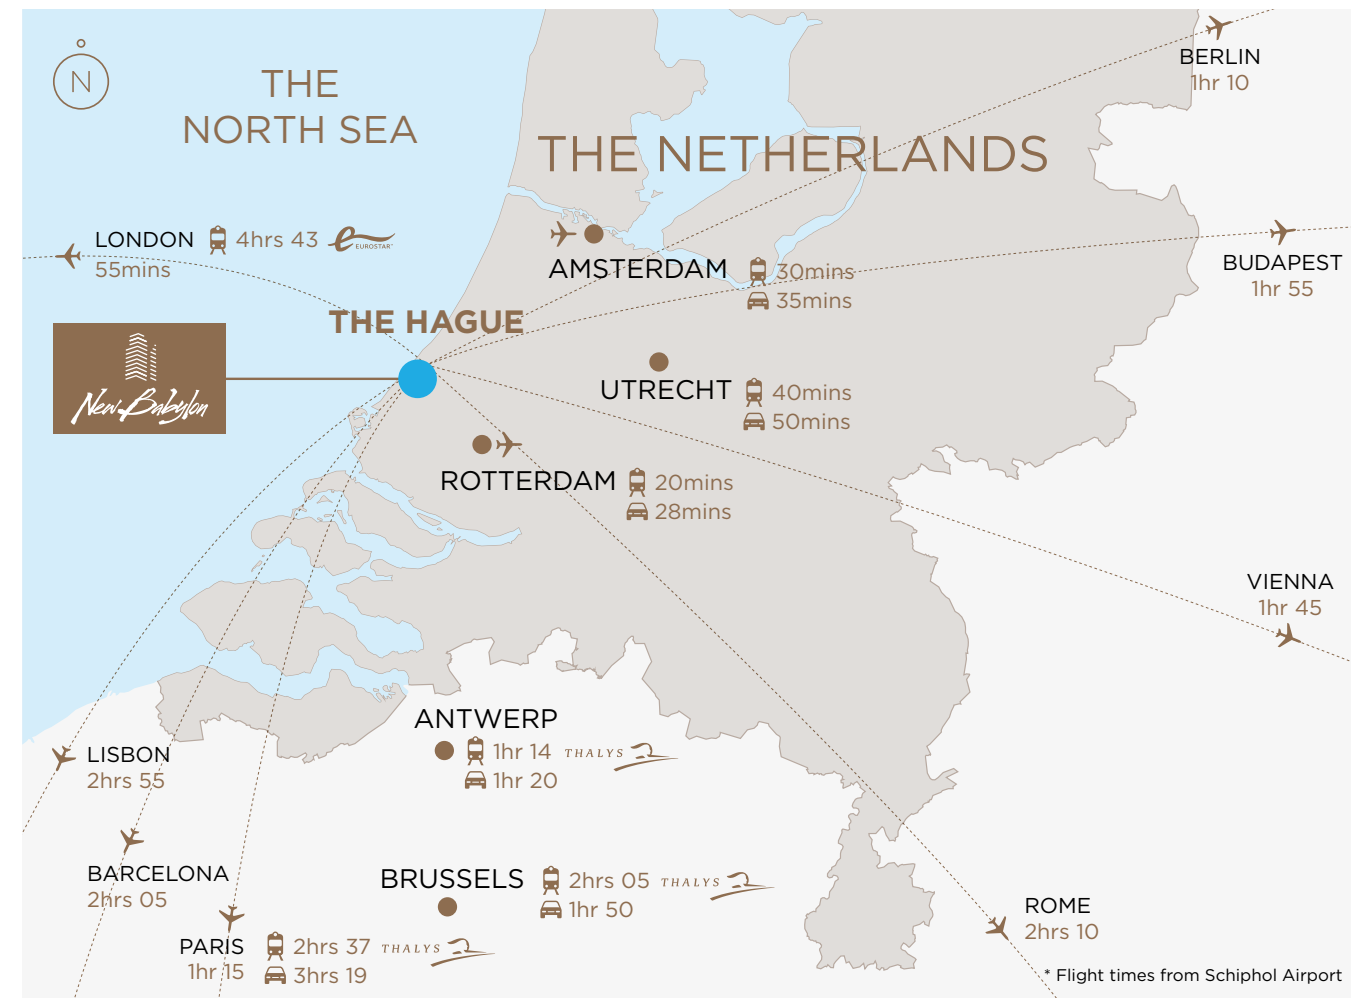 N
THE
NORTH SEA
THE NETHERLANDS
BERLIN
1hr 10
LONDON
4hrs 43
EUROSTAR
55mins
AMSTERDAM
30mins
35mins
BUDAPEST
1hr 55
THE HAGUE
New Babylon
UTRECHT
40mins
50mins
ROTTERDAM
20mins
28mins
VIENNA
1hr 45
ANTWERP
1hr 14
THALYS
1hr 20
LISBON
2hrs 55
BARCELONA
2hrs 05
BRUSSELS
2hrs 05
THALYS
1hr 50
PARIS
2hrs 37
THALYS
1hr 15
3hrs 19
ROME
2hrs 10
* Flight times from Schiphol Airport